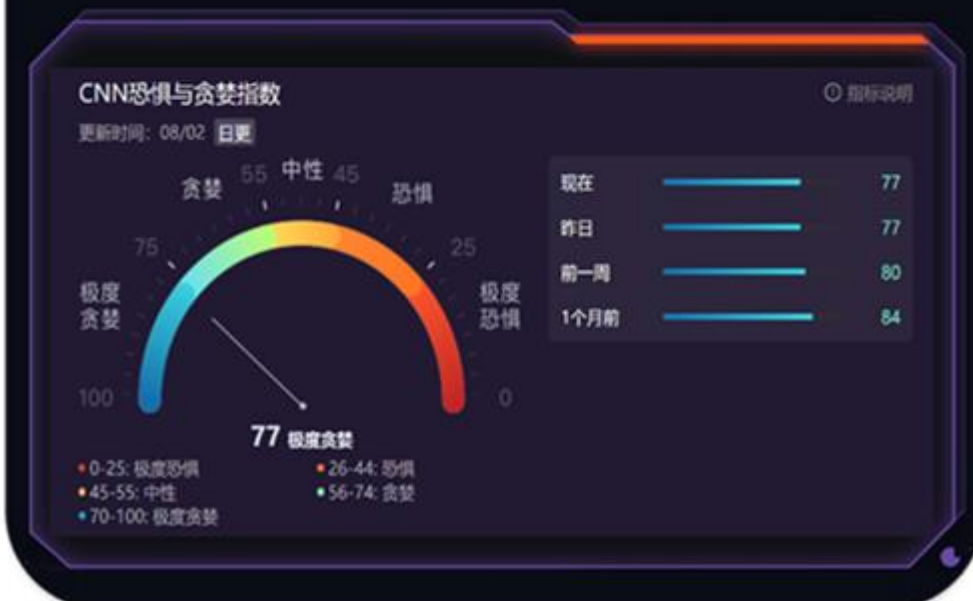 CNN恐惧与贪婪指数
指标说明
更新时间：08/02 日更
贪婪 55 中性 45 恐惧
75 25
极度贪婪
极度恐惧
100 0
77 极度贪婪
0-25: 极度恐惧
26-44: 恐惧
45-55: 中性
56-74: 贪婪
70-100: 极度贪婪
现在 77
昨日 77
前一周 80
1个月前 84